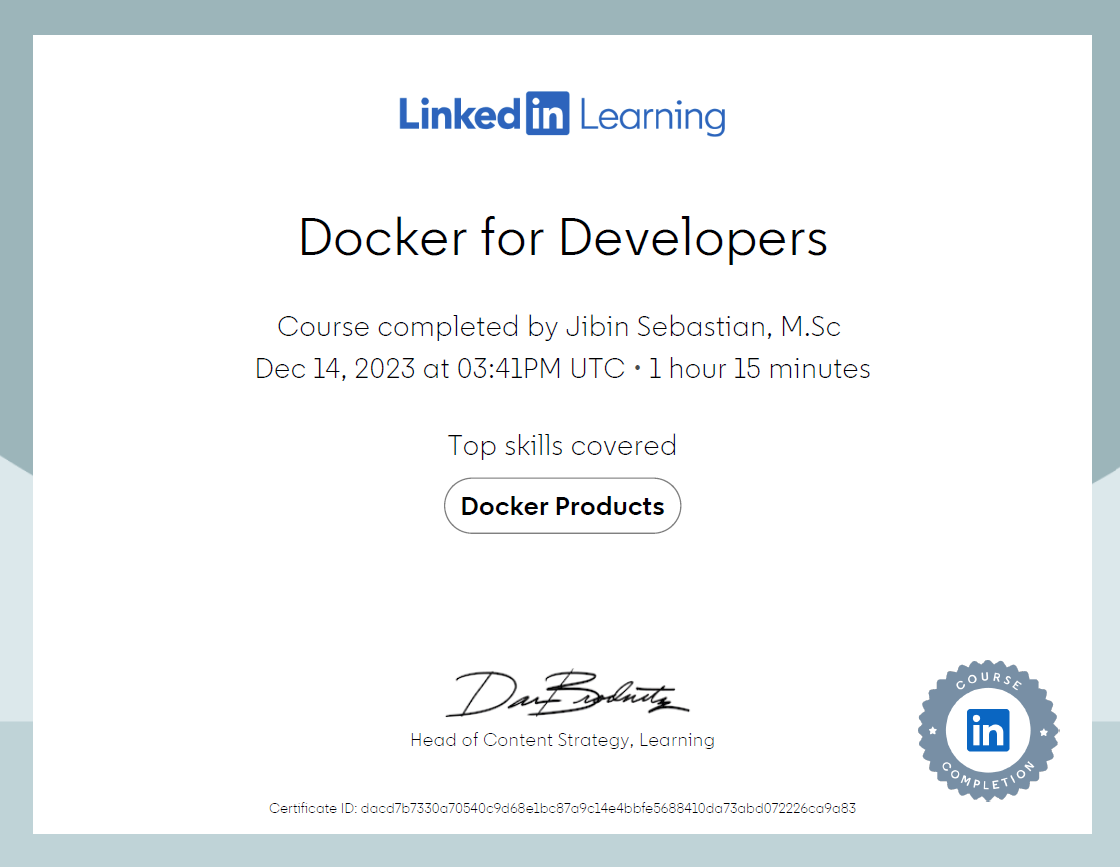 Linked in Learning
Docker for Developers
Course completed by Jibin Sebastian, M.Sc
Dec 14, 2023 at 03:41PM UTC • 1 hour 15 minutes
Top skills covered
Docker Products
Head of Content Strategy, Learning
COURSE
in
COMPLETION
Certificate ID: dacd7b7330a70540c9d68e1bc87a9c14e4bbfe5688410da73abd072226ca9a83